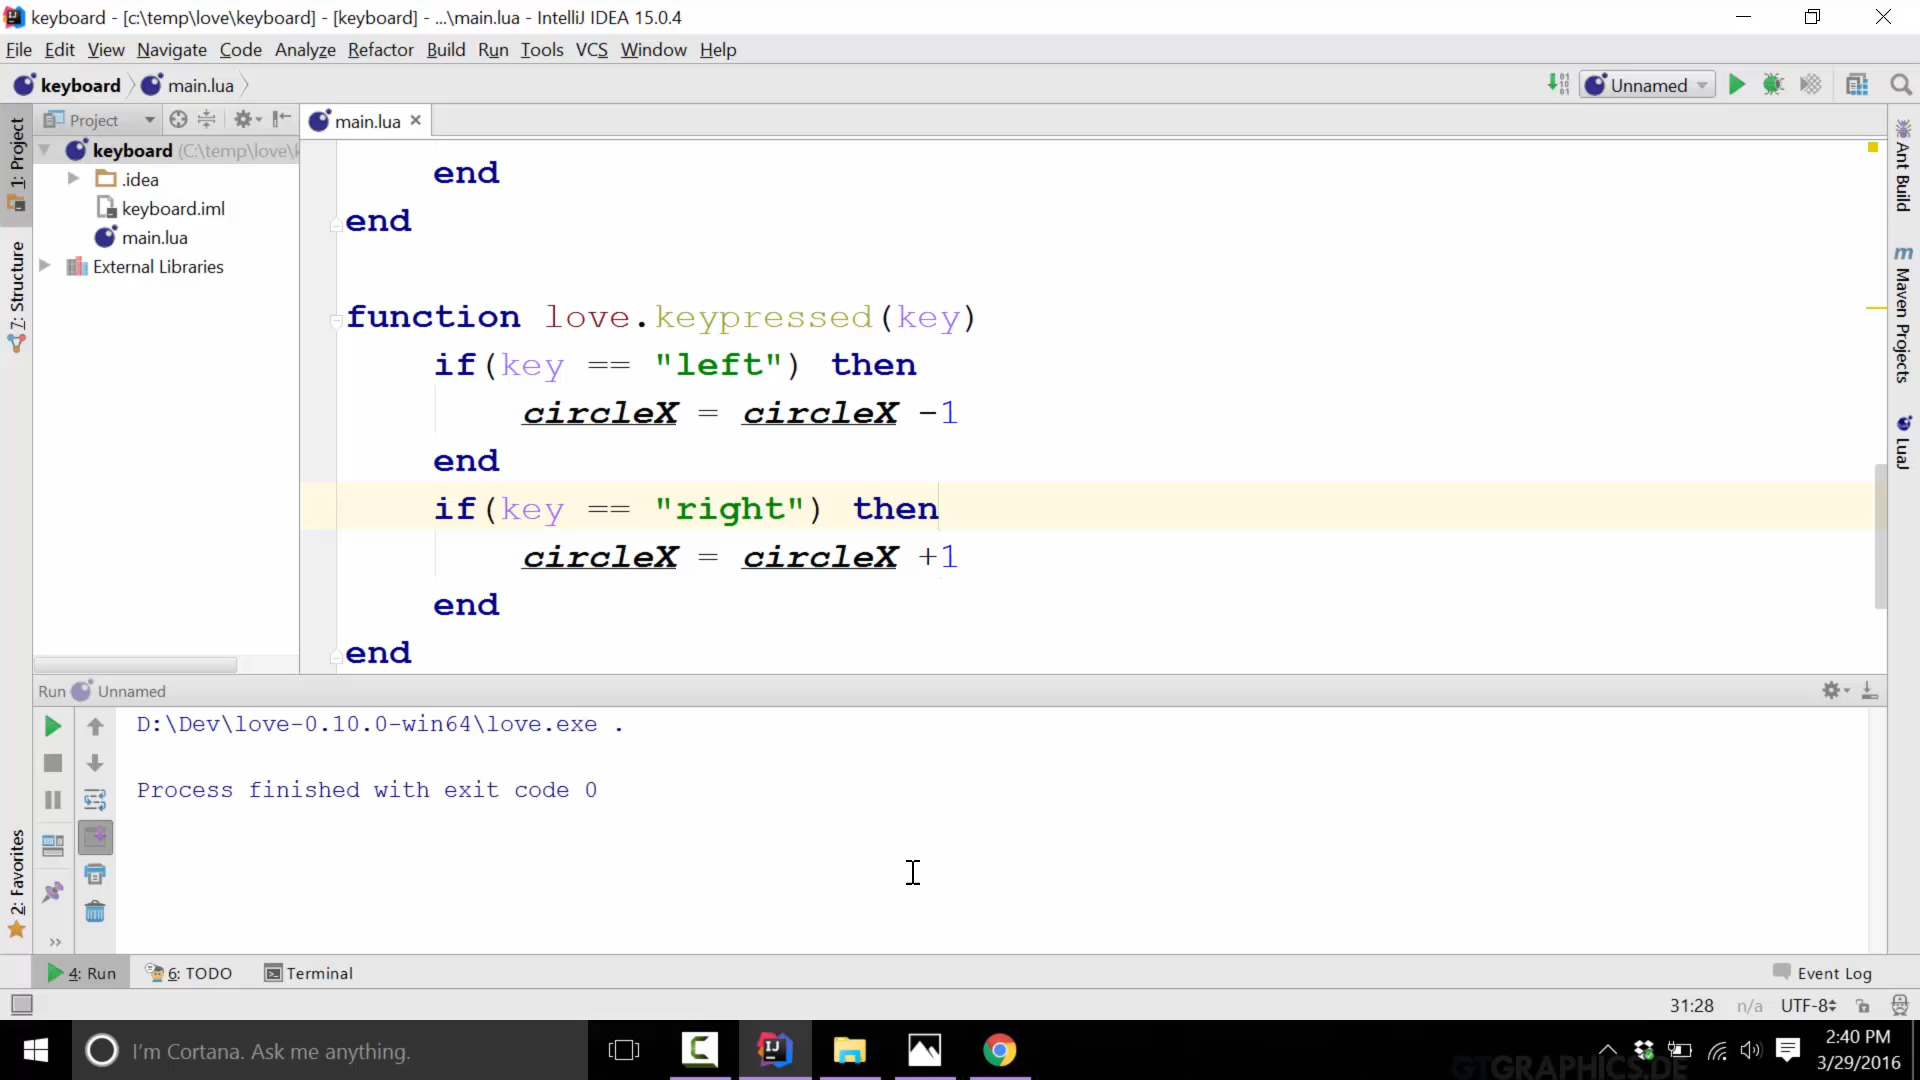 keyboard - [c:\temp\love\keyboard] - [keyboard] - ...\main.lua - IntelliJ IDEA 15.0.4
File Edit View Navigate Code Analyze Refactor Build Run Tools VCS Window Help
keyboard main.lua
Unnamed
1: Project
7: Structure
2: Favorites
Project
keyboard (C:\temp\love\k
.idea
keyboard.iml
main.lua
External Libraries
main.lua
end
end
function love.keypressed(key)
if(key == "left") then
circleX = circleX -1
end
if(key == "right") then
circleX = circleX +1
end
end
Ant Build
Maven Projects
LuaJ
Run Unnamed
D:\Dev\love-0.10.0-win64\love.exe .
Process finished with exit code 0
4: Run 6: TODO Terminal
Event Log
31:28 n/a UTF-8
I'm Cortana. Ask me anything.
GTGRAPHICS.DE
2:40 PM
3/29/2016